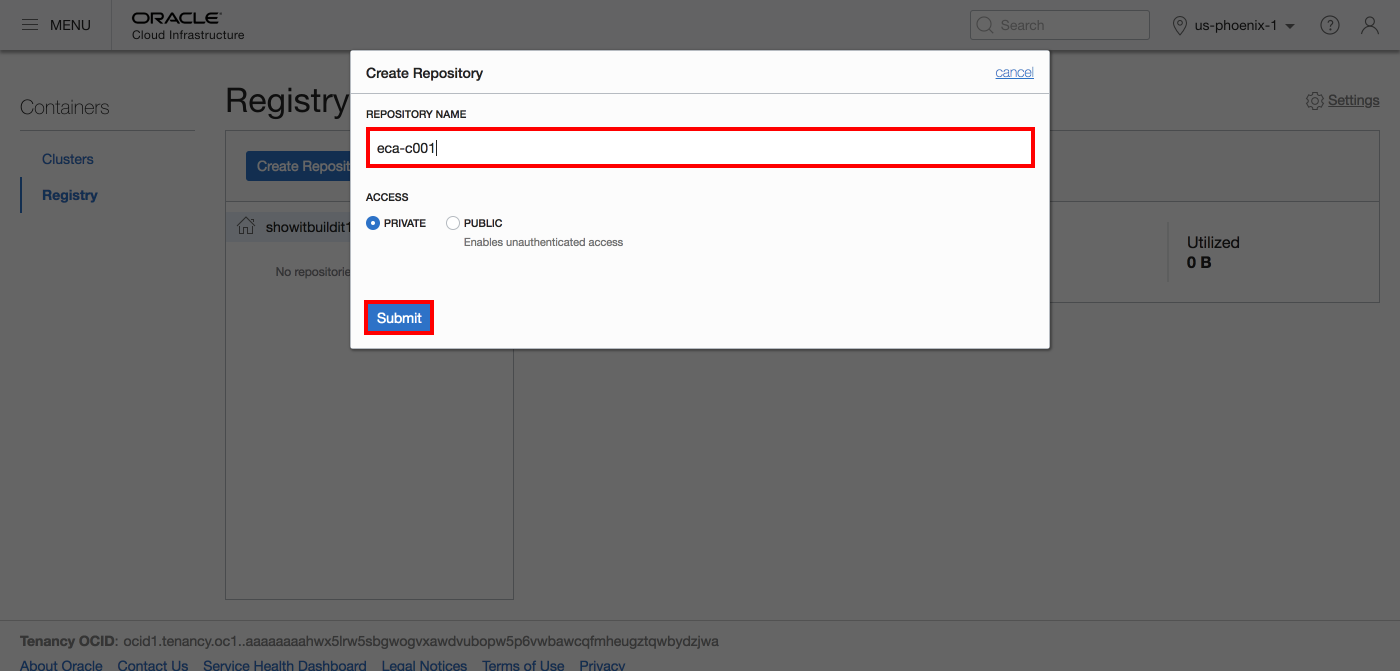 MENU
ORACLE
Cloud Infrastructure
Search
us-phoenix-1
?
Containers
Clusters
Registry
Registry
Settings
Create Reposit
showitbuildit1
No repositorie
Utilized
0 B
Create Repository
cancel
REPOSITORY NAME
eca-c001
ACCESS
PRIVATE
PUBLIC
Enables unauthenticated access
Submit
Tenancy OCID: ocid1.tenancy.oc1..aaaaaaaahwx5lrw5sbgwogvxawdvubopw5p6vwbawcqfmheugztqwbydzjwa
About Oracle Contact Us Service Health Dashboard Legal Notices Terms of Use Privacy